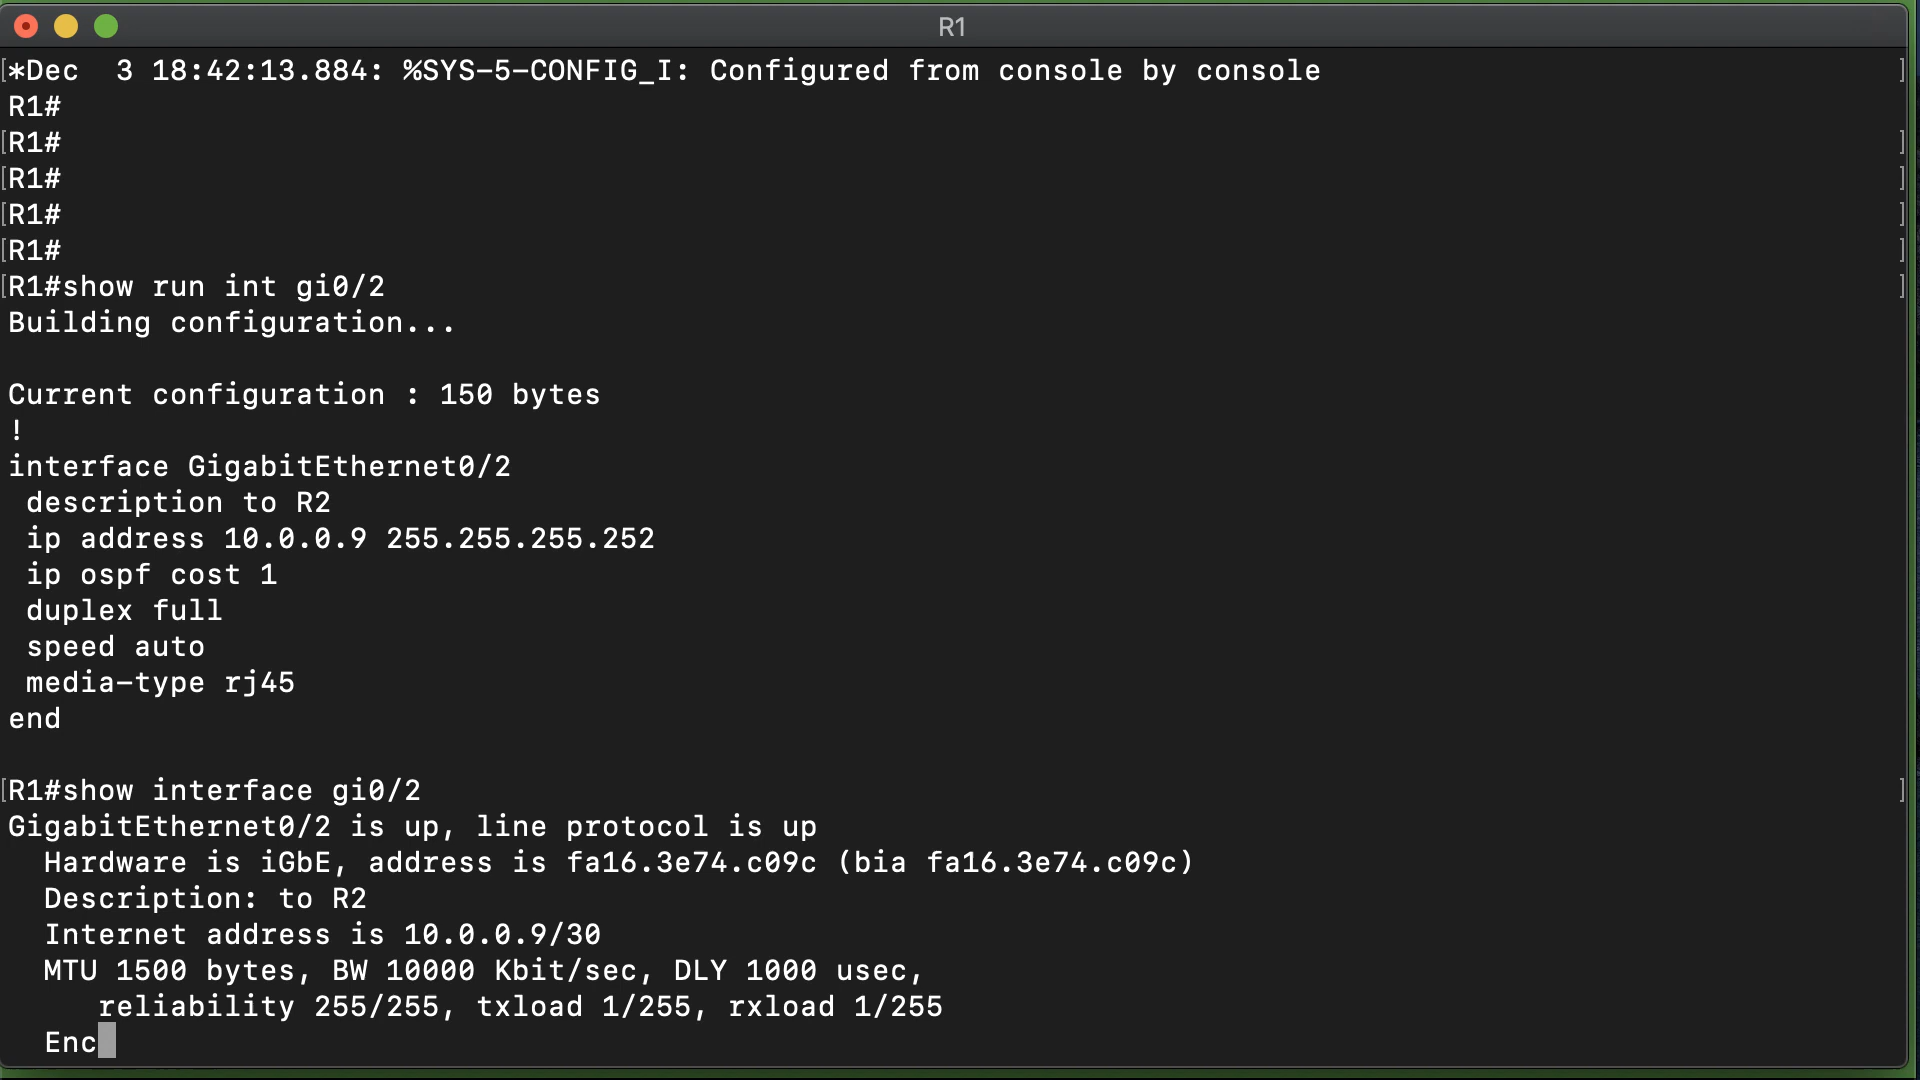 R1
*Dec  3 18:42:13.884: %SYS-5-CONFIG_I: Configured from console by console
R1#
R1#
R1#
R1#
R1#
R1#show run int gi0/2
Building configuration...
Current configuration : 150 bytes
!
interface GigabitEthernet0/2
 description to R2
 ip address 10.0.0.9 255.255.255.252
 ip ospf cost 1
 duplex full
 speed auto
 media-type rj45
end
R1#show interface gi0/2
GigabitEthernet0/2 is up, line protocol is up
  Hardware is iGbE, address is fa16.3e74.c09c (bia fa16.3e74.c09c)
  Description: to R2
  Internet address is 10.0.0.9/30
  MTU 1500 bytes, BW 10000 Kbit/sec, DLY 1000 usec,
     reliability 255/255, txload 1/255, rxload 1/255
  Enc